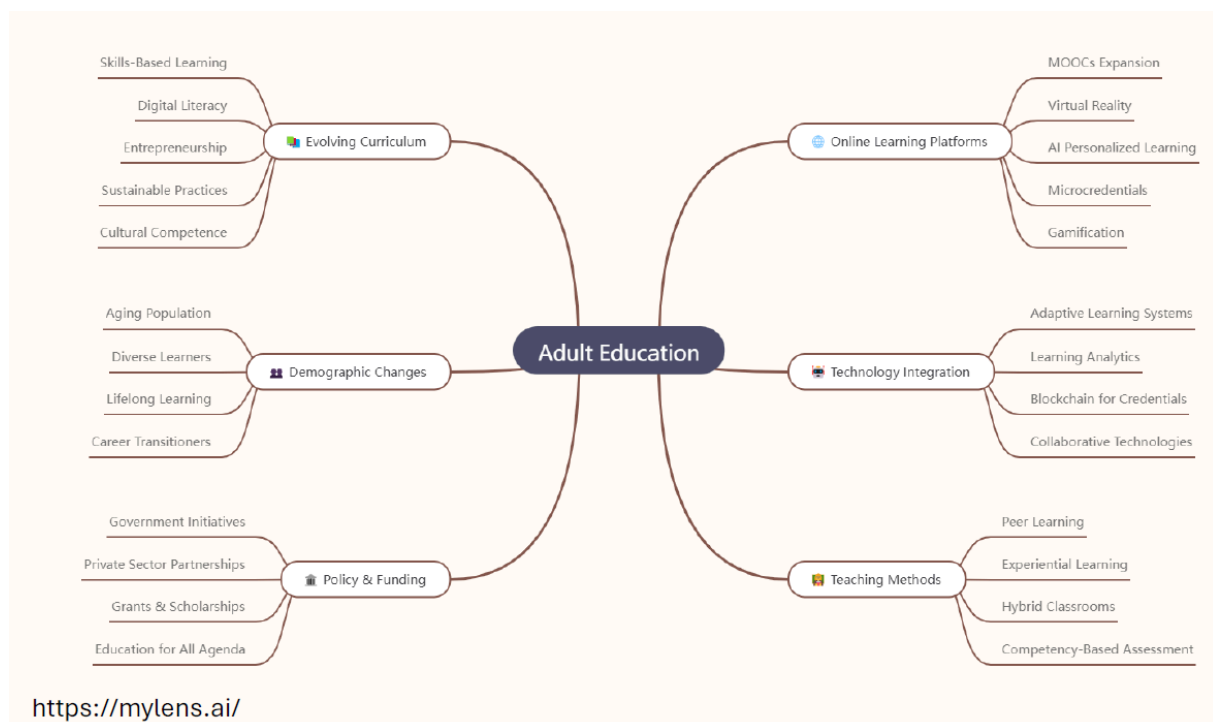 Skills-Based Learning
Digital Literacy
Entrepreneurship
Sustainable Practices
Cultural Competence
Evolving Curriculum
Aging Population
Diverse Learners
Lifelong Learning
Career Transitioners
Demographic Changes
Government Initiatives
Private Sector Partnerships
Grants & Scholarships
Education for All Agenda
Policy & Funding
Adult Education
Online Learning Platforms
MOOCs Expansion
Virtual Reality
AI Personalized Learning
Microcredentials
Gamification
Technology Integration
Adaptive Learning Systems
Learning Analytics
Blockchain for Credentials
Collaborative Technologies
Teaching Methods
Peer Learning
Experiential Learning
Hybrid Classrooms
Competency-Based Assessment
https://mylens.ai/